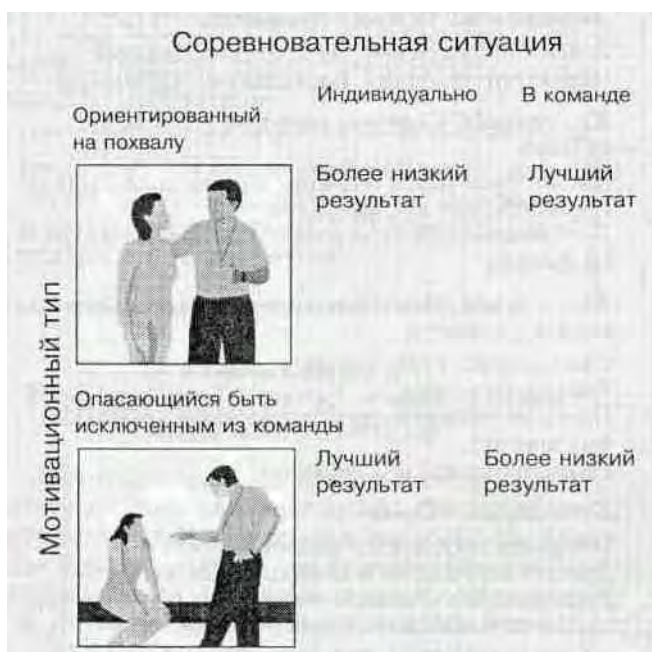 Соревновательная ситуация
Индивидуально
В команде
Ориентированный
на похвалу
Более низкий
результат
Лучший
результат
Мотивационный тип
Опасающийся быть
исключенным из команды
Лучший
результат
Более низкий
результат